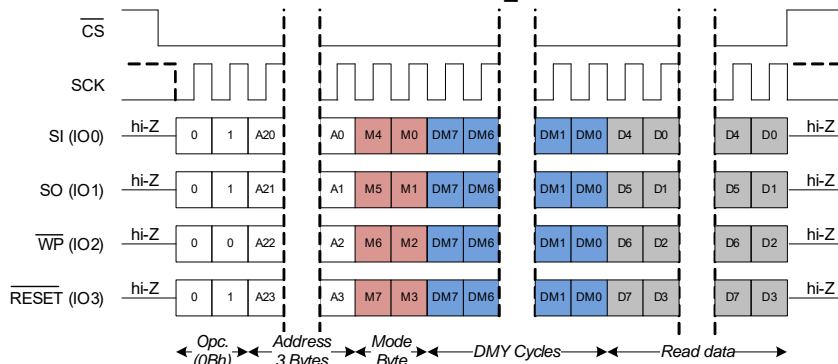 CS
SCK
SI (IO0) hi-Z 0 1 A20 A0 M4 M0 DM7 DM6 DM1 DM0 D4 D0 D4 D0 hi-Z
SO (IO1) hi-Z 0 1 A21 A1 M5 M1 DM7 DM6 DM1 DM0 D5 D1 D5 D1 hi-Z
WP (IO2) hi-Z 0 0 A22 A2 M6 M2 DM7 DM6 DM1 DM0 D6 D2 D6 D2 hi-Z
RESET (IO3) hi-Z 0 1 A23 A3 M7 M3 DM7 DM6 DM1 DM0 D7 D3 D7 D3 hi-Z
Opc. Address Mode DMY Cycles Read data
(0Bh) 3 Bytes Byte